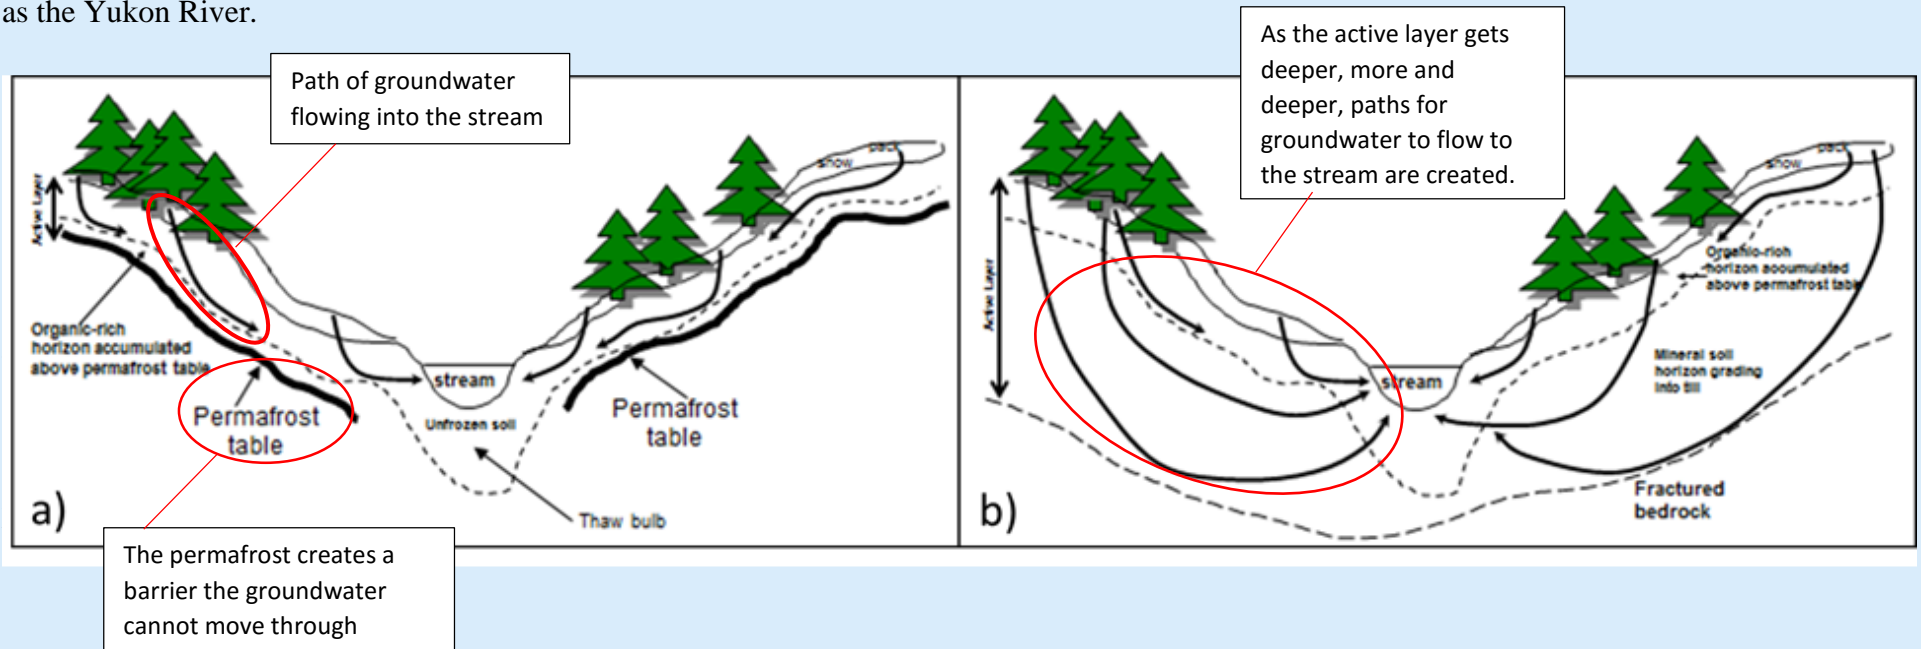 as the Yukon River.
Path of groundwater
flowing into the stream
As the active layer gets
deeper, more and
deeper, paths for
groundwater to flow to
the stream are created.
Active Layer
snow
pack
Organic-rich
horizon accumulated
above permafrost table
Permafrost
table
stream
Unfrozen soil
Thaw bulb
Permafrost
table
a)
The permafrost creates a
barrier the groundwater
cannot move through
Active Layer
snow
pack
Organic-rich
horizon accumulated
above permafrost table
stream
Mineral soil
horizon grading
into till
Fractured
bedrock
b)